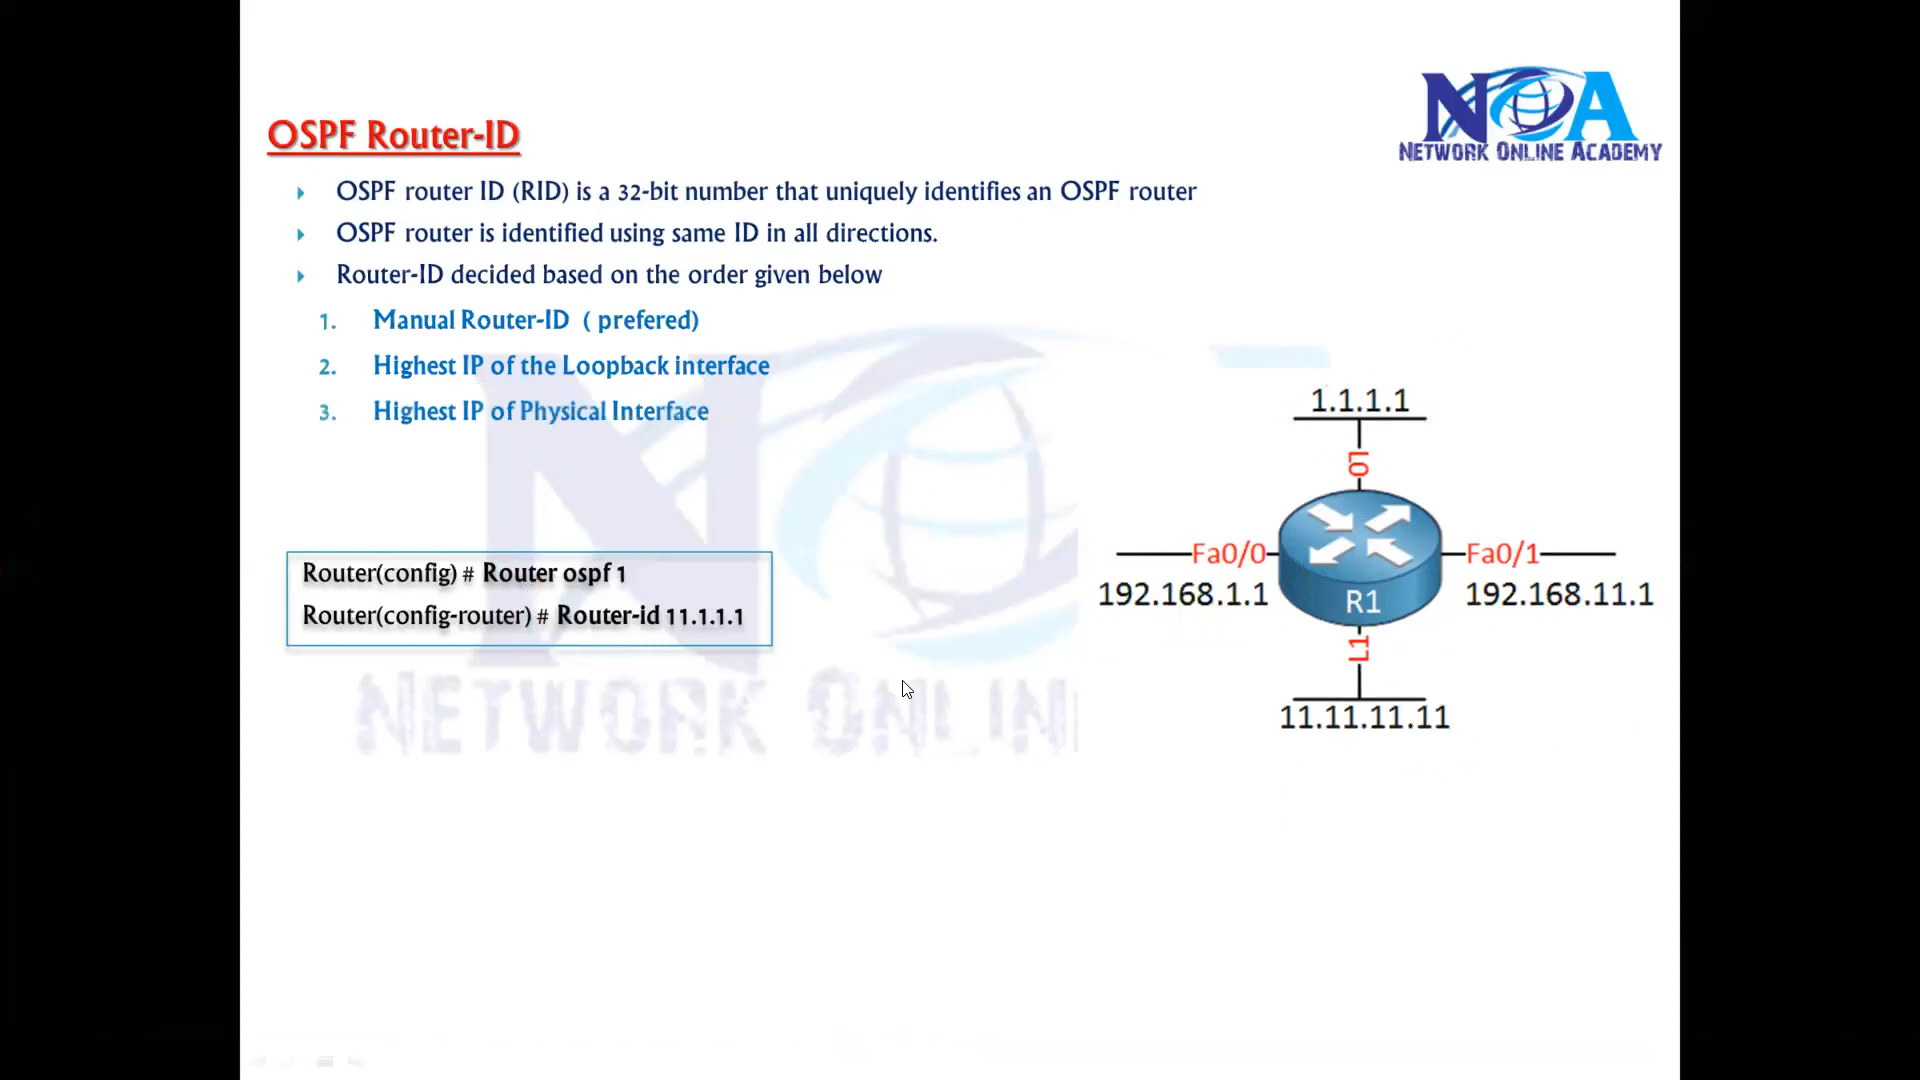 NOA
NETWORK ONLINE ACADEMY
OSPF Router-ID
OSPF router ID (RID) is a 32-bit number that uniquely identifies an OSPF router
OSPF router is identified using same ID in all directions.
Router-ID decided based on the order given below
1. Manual Router-ID ( prefered)
2. Highest IP of the Loopback interface
3. Highest IP of Physical Interface
Router(config) # Router ospf 1
Router(config-router) # Router-id 11.1.1.1
1.1.1.1
L0
Fa0/0
Fa0/1
192.168.1.1
R1
192.168.11.1
L1
11.11.11.11
NETWORK ONLIN